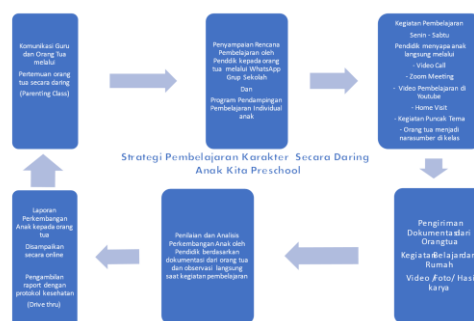 Komunikasi Guru
dan Orang Tua
melalui
Pertemuan orang
tua secara daring
(Parenting Class)
Penyampaian Rencana
Pembelajaran oleh
Pendidik kepada orang
tua melalui WhatsApp
Grup Sekolah
Dan
Program Pendampingan
Pembelajaran Individual
anak
Kegiatan Pembelajaran
Senin - Sabtu
Pendidik menyapa anak
langsung melalui
- Video Call
- Zoom Meeting
- Video Pembelajaran di
Youtube
- Home Visit
- Kegiatan Puncak Tema
- Orang tua menjadi
narasumber di kelas
Strategi Pembelajaran Karakter Secara Daring
Anak Kita Preschool
Laporan
Perkembangan
Anak kepada orang
tua
Disampaikan
secara online
Pengambilan
raport dengan
protokol kesehatan
(Drive thru)
Penilaian dan Analisis
Perkembangan Anak oleh
Pendidik berdasarkan
dokumentasi dari orang tua
dan observasi langsung
saat kegiatan pembelajaran
Pengiriman
Dokumentasi dari
Orangtua
Kegiatan Belajar dari
Rumah
Video /Foto/ Hasil
karya